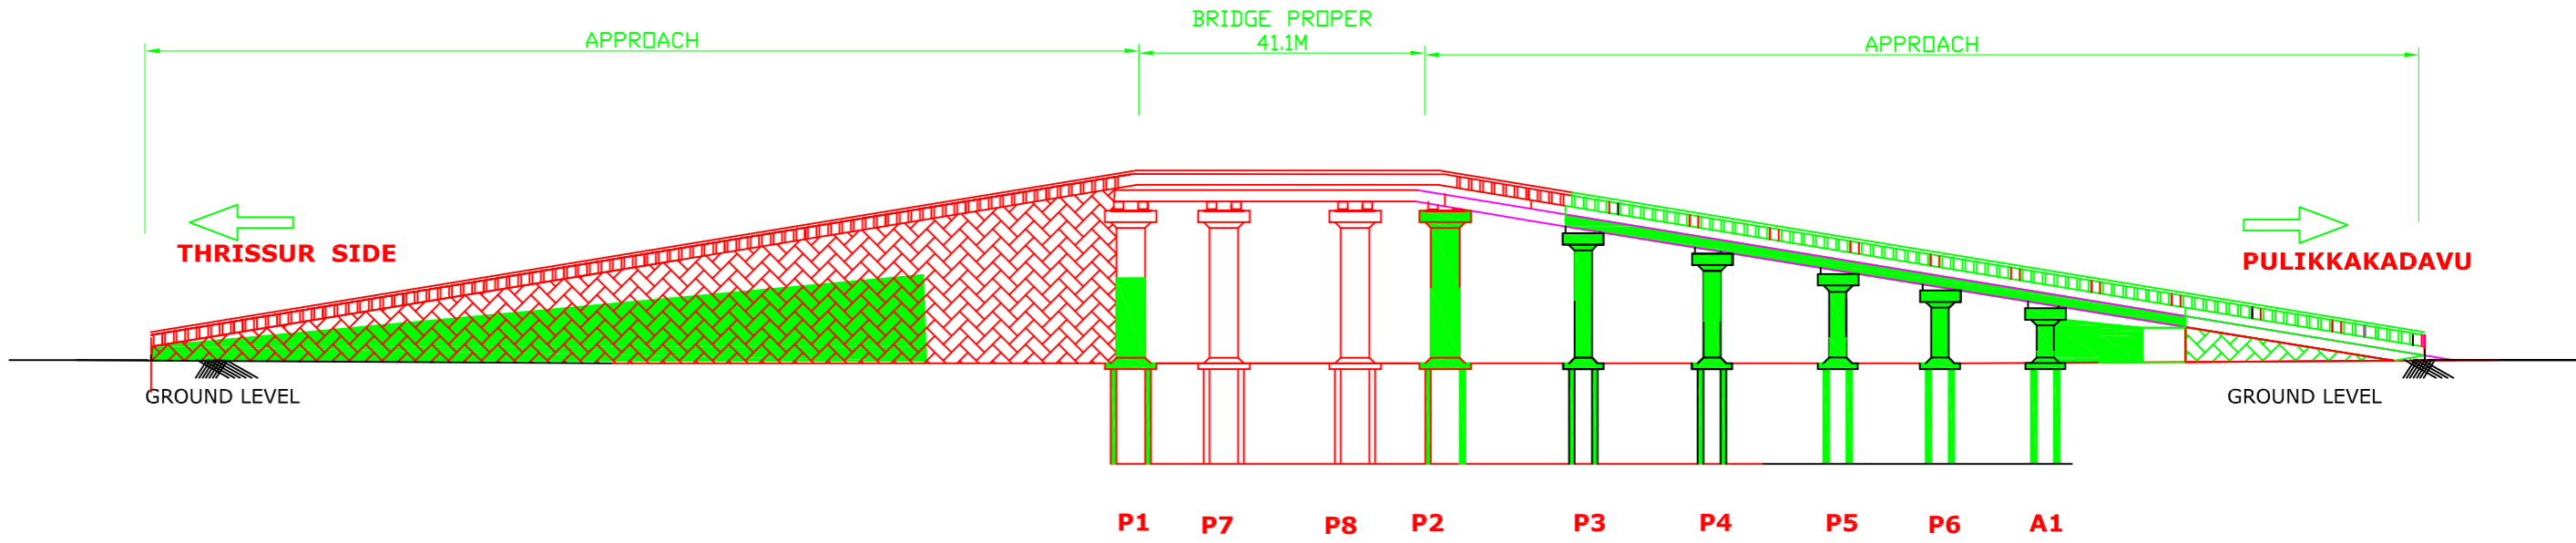 BRIDGE PROPER
41.1M
APPROACH
APPROACH
THRISSUR SIDE
PULIKKAKADAVU
GROUND LEVEL
GROUND LEVEL
P1
P7
P8
P2
P3
P4
P5
P6
A1